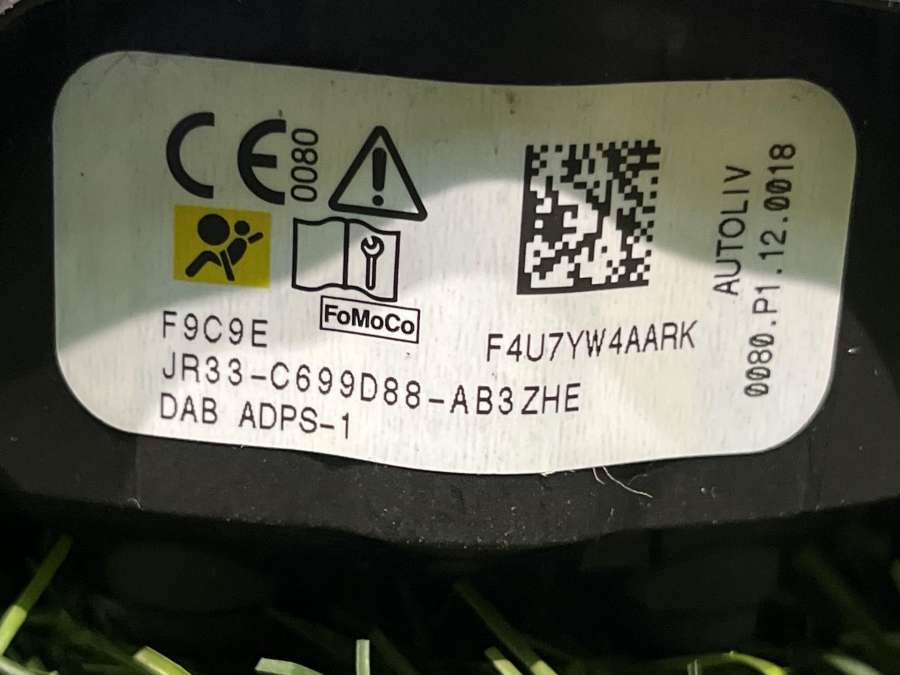 CE 0080
FoMoCo
F9C9E
JR33-C699D88-AB3ZHE
DAB ADPS-1
F4U7YW4AARK
AUTOLIV
0080.P1.12.0018